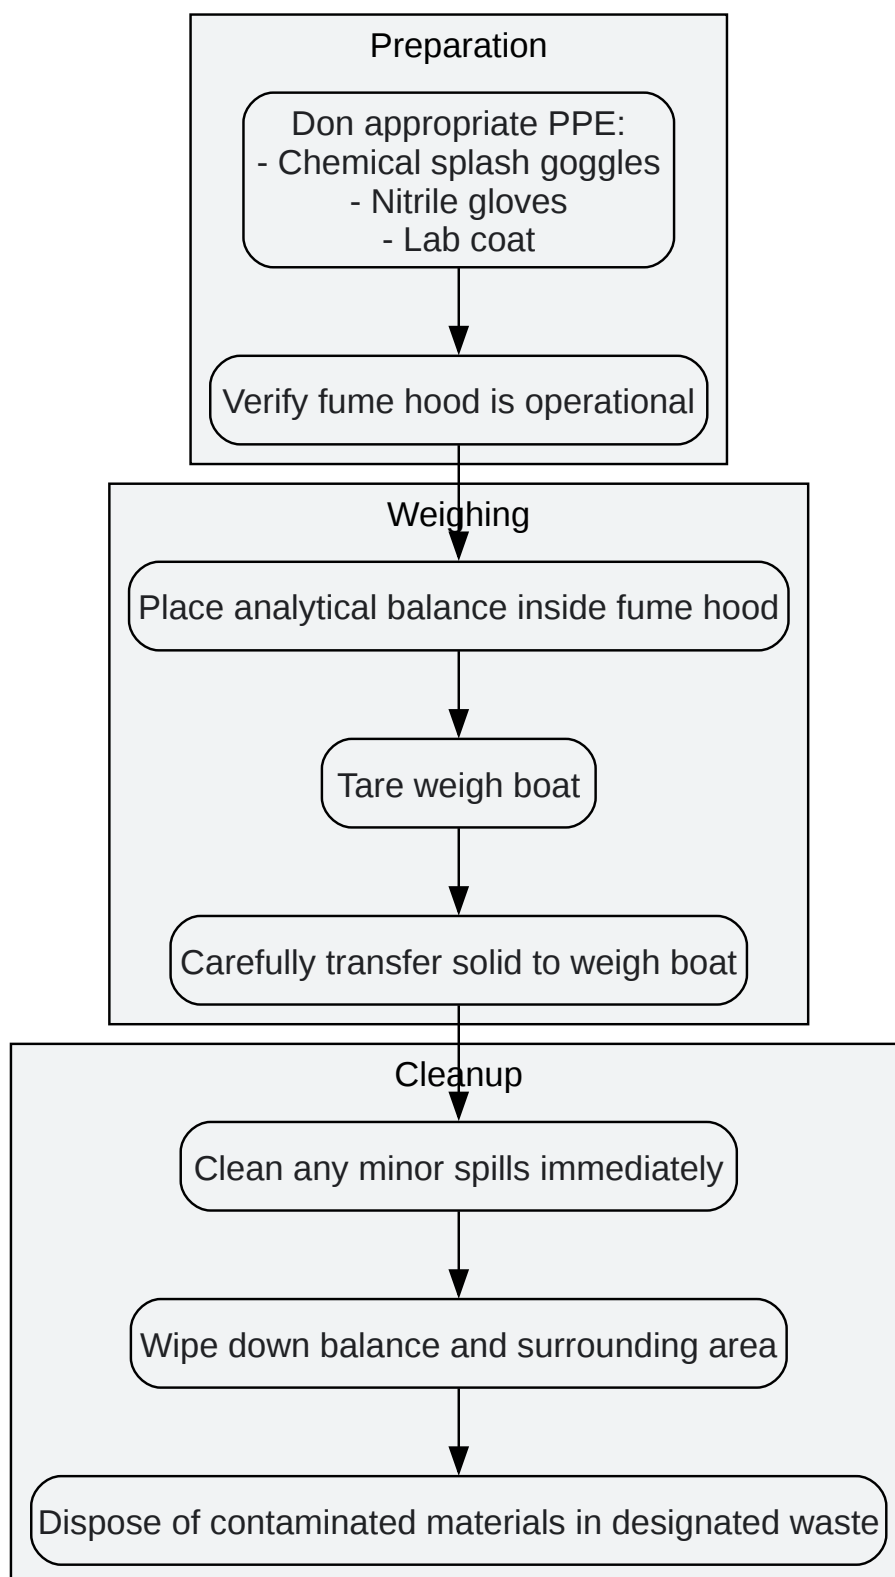 Preparation
Don appropriate PPE:
- Chemical splash goggles
- Nitrile gloves
- Lab coat
Verify fume hood is operational
Weighing
Place analytical balance inside fume hood
Tare weigh boat
Carefully transfer solid to weigh boat
Cleanup
Clean any minor spills immediately
Wipe down balance and surrounding area
Dispose of contaminated materials in designated waste